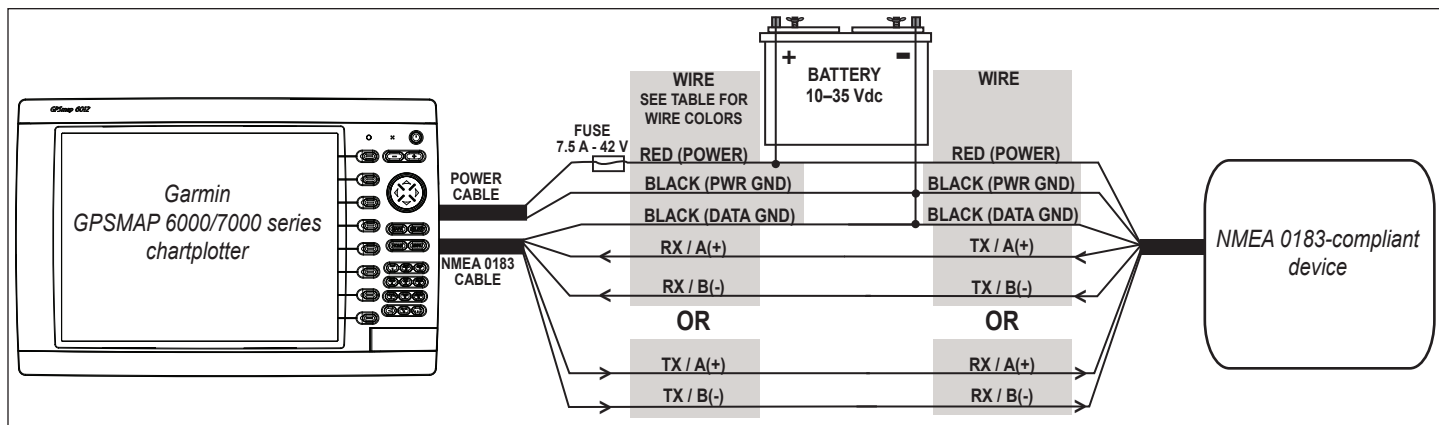 GPSmap 6012
Garmin
GPSMAP 6000/7000 series
chartplotter
POWER
CABLE
NMEA 0183
CABLE
FUSE
7.5 A - 42 V
WIRE
SEE TABLE FOR
WIRE COLORS
+
-
BATTERY
10–35 Vdc
WIRE
RED (POWER)
RED (POWER)
BLACK (PWR GND)
BLACK (PWR GND)
BLACK (DATA GND)
BLACK (DATA GND)
RX / A(+)
TX / A(+)
RX / B(-)
TX / B(-)
OR
OR
TX / A(+)
RX / A(+)
TX / B(-)
RX / B(-)
NMEA 0183-compliant
device